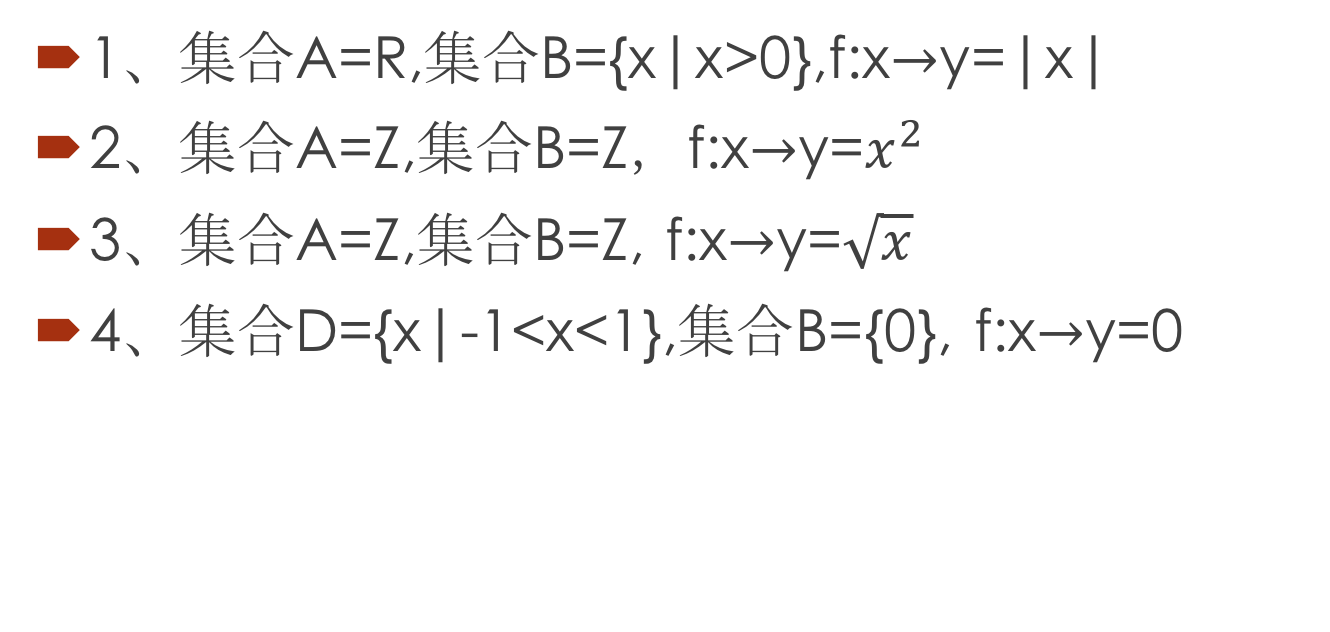 1、集合A=R,集合B={x|x>0},f:x→y=|x|
2、集合A=Z,集合B=Z，f:x→y=x²
3、集合A=Z,集合B=Z, f:x→y=√x
4、集合D={x|-1<x<1},集合B={0}, f:x→y=0